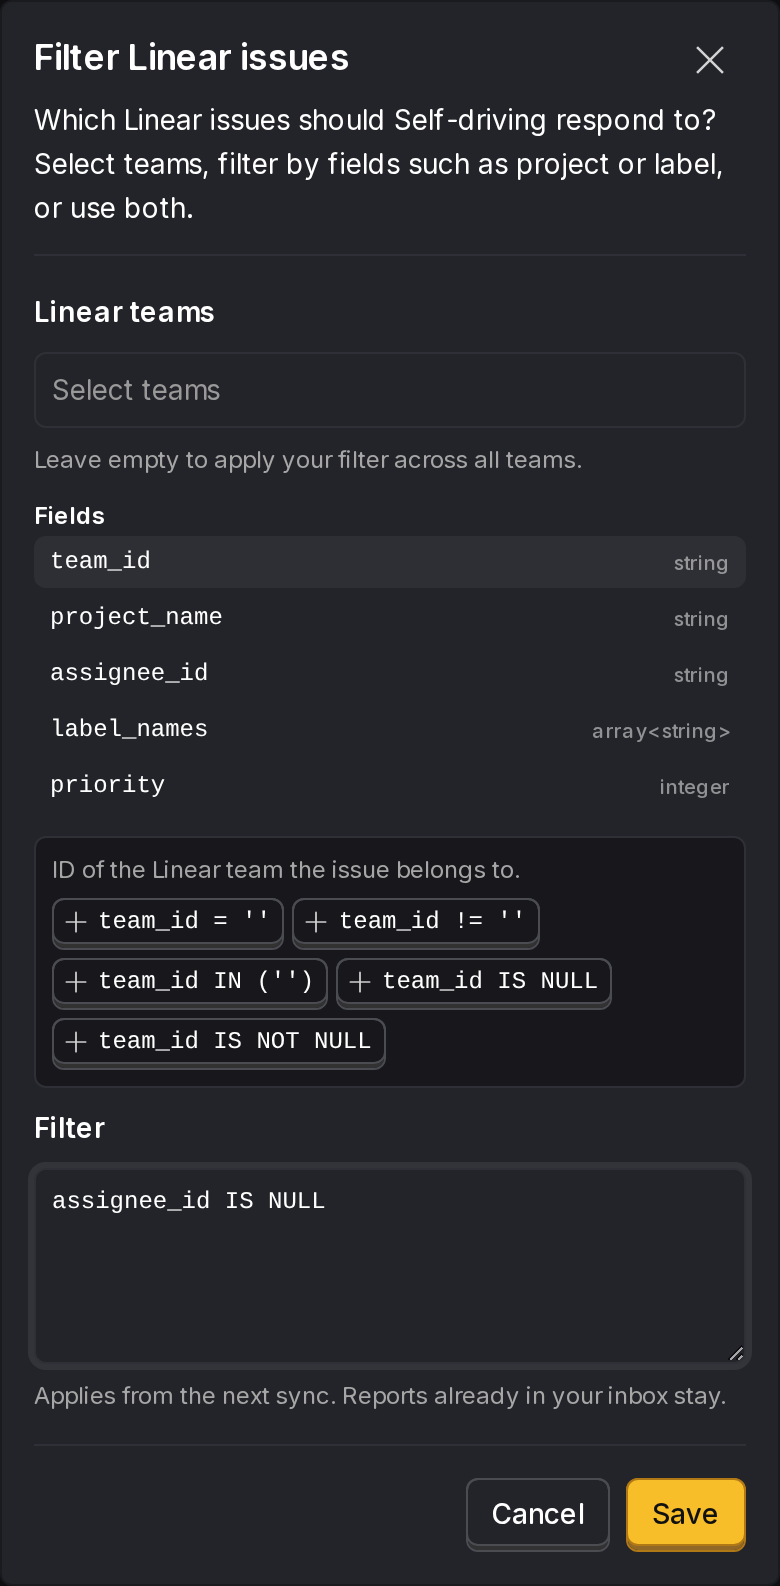 Filter Linear issues
Which Linear issues should Self-driving respond to?
Select teams, filter by fields such as project or label,
or use both.
Linear teams
Select teams
Leave empty to apply your filter across all teams.
Fields
team_id string
project_name string
assignee_id string
label_names array<string>
priority integer
ID of the Linear team the issue belongs to.
+ team_id = '' + team_id != ''
+ team_id IN ('') + team_id IS NULL
+ team_id IS NOT NULL
Filter
assignee_id IS NULL
Applies from the next sync. Reports already in your inbox stay.
Cancel Save